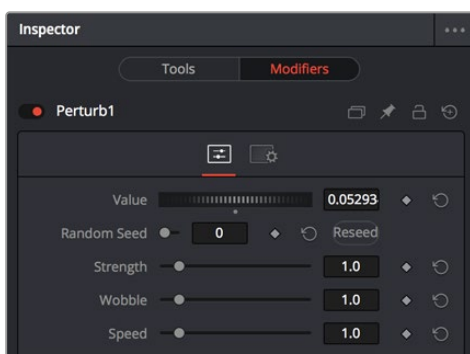 Inspector
Tools Modifiers
Perturb1
Value 0.05293
Random Seed 0 Reseed
Strength 1.0
Wobble 1.0
Speed 1.0